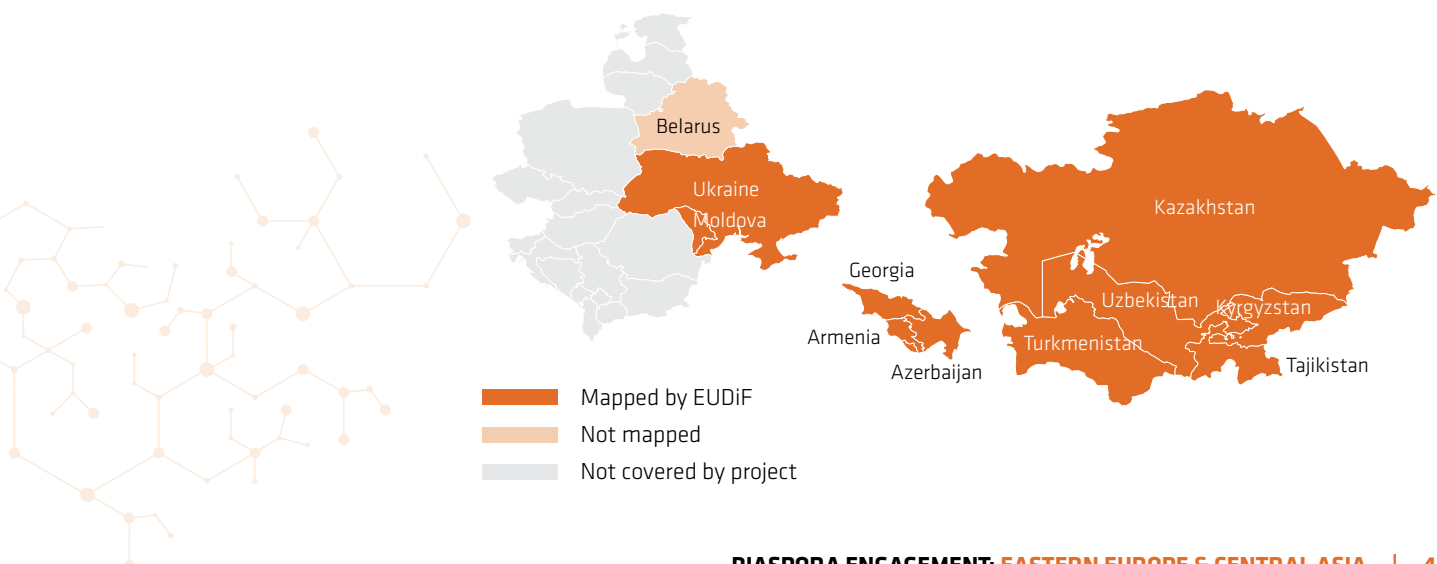 Belarus
Ukraine
Moldova
Kazakhstan
Georgia
Uzbekistan
Kyrgyzstan
Armenia
Turkmenistan
Azerbaijan
Tajikistan
Mapped by EUDiF
Not mapped
Not covered by project
DIASPORA ENGAGEMENT: EASTERN EUROPE & CENTRAL ASIA | 4